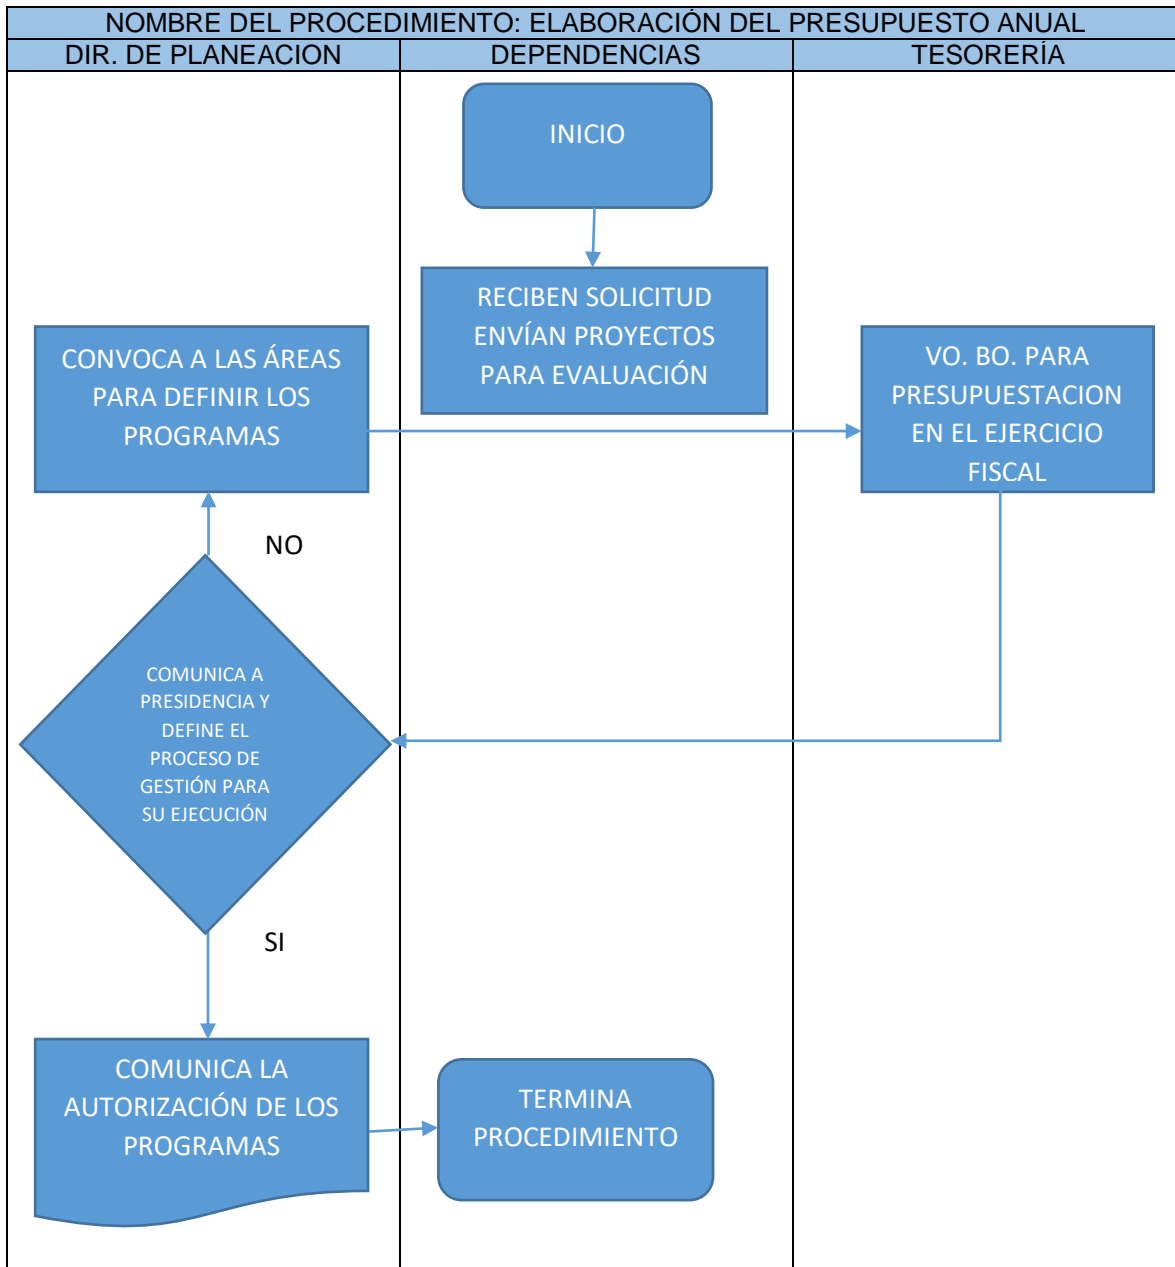 NOMBRE DEL PROCEDIMIENTO: ELABORACIÓN DEL PRESUPUESTO ANUAL
DIR. DE PLANEACION
DEPENDENCIAS
TESORERÍA
INICIO
RECIBEN SOLICITUD
ENVÍAN PROYECTOS
PARA EVALUACIÓN
CONVOCA A LAS ÁREAS
PARA DEFINIR LOS
PROGRAMAS
VO. BO. PARA
PRESUPUESTACION
EN EL EJERCICIO
FISCAL
NO
COMUNICA A
PRESIDENCIA Y
DEFINE EL
PROCESO DE
GESTIÓN PARA
SU EJECUCIÓN
SI
COMUNICA LA
AUTORIZACIÓN DE LOS
PROGRAMAS
TERMINA
PROCEDIMIENTO